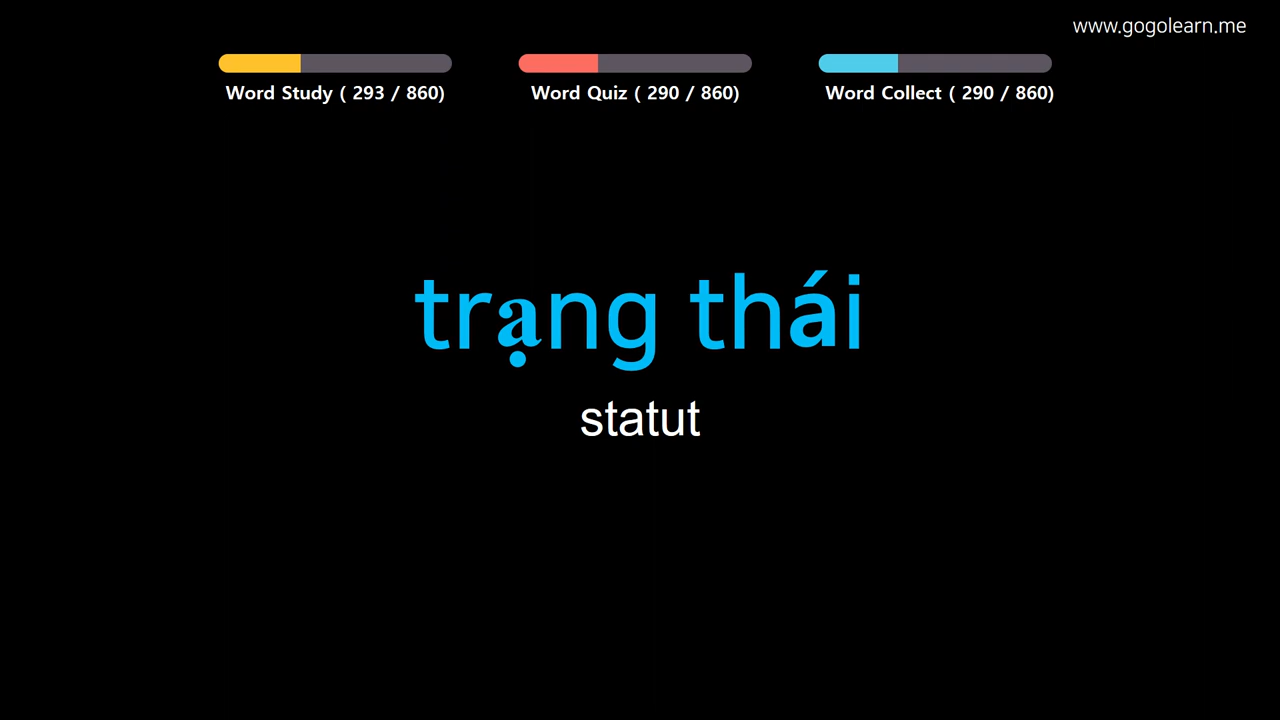 www.gogolearn.me
Word Study ( 293 / 860)
Word Quiz ( 290 / 860)
Word Collect ( 290 / 860)
trạng thái
statut